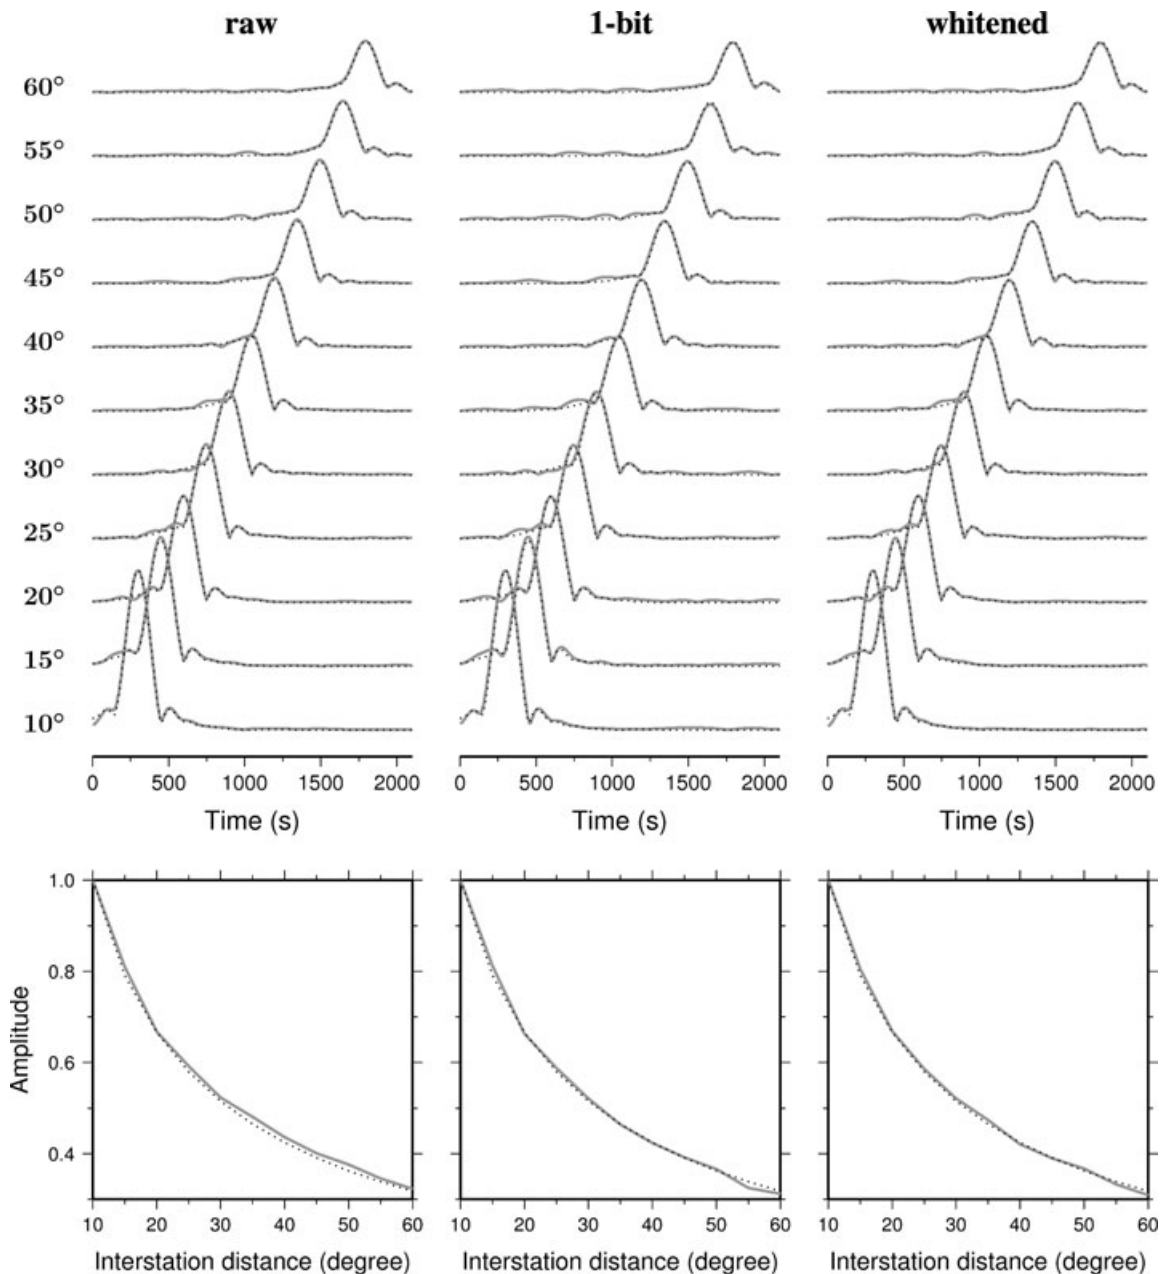 raw 1-bit whitened
60°
55°
50°
45°
40°
35°
30°
25°
20°
15°
10°
0 500 1000 1500 2000 0 500 1000 1500 2000 0 500 1000 1500 2000
Time (s) Time (s) Time (s)
1.0
0.8
0.6
0.4
Amplitude
10 20 30 40 50 60 10 20 30 40 50 60 10 20 30 40 50 60
Interstation distance (degree) Interstation distance (degree) Interstation distance (degree)